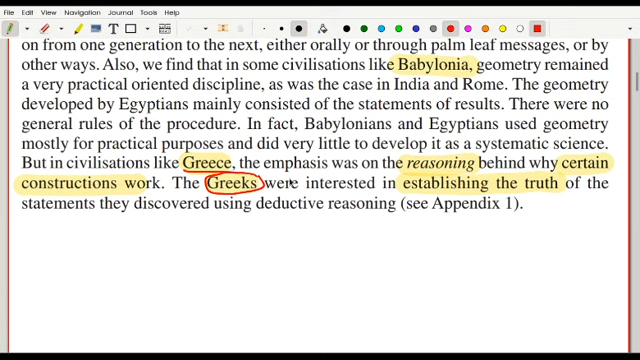 File Edit View Insert Navigation Journal Tools Menu Help
on from one generation to the next, either orally or through palm leaf messages, or by
other ways. Also, we find that in some civilisations like Babylonia, geometry remained
a very practical oriented discipline, as was the case in India and Rome. The geometry
developed by Egyptians mainly consisted of the statements of results. There were no
general rules of the procedure. In fact, Babylonians and Egyptians used geometry
mostly for practical purposes and did very little to develop it as a systematic science.
But in civilisations like Greece, the emphasis was on the reasoning behind why certain
constructions work. The Greeks were interested in establishing the truth of the
statements they discovered using deductive reasoning (see Appendix 1).